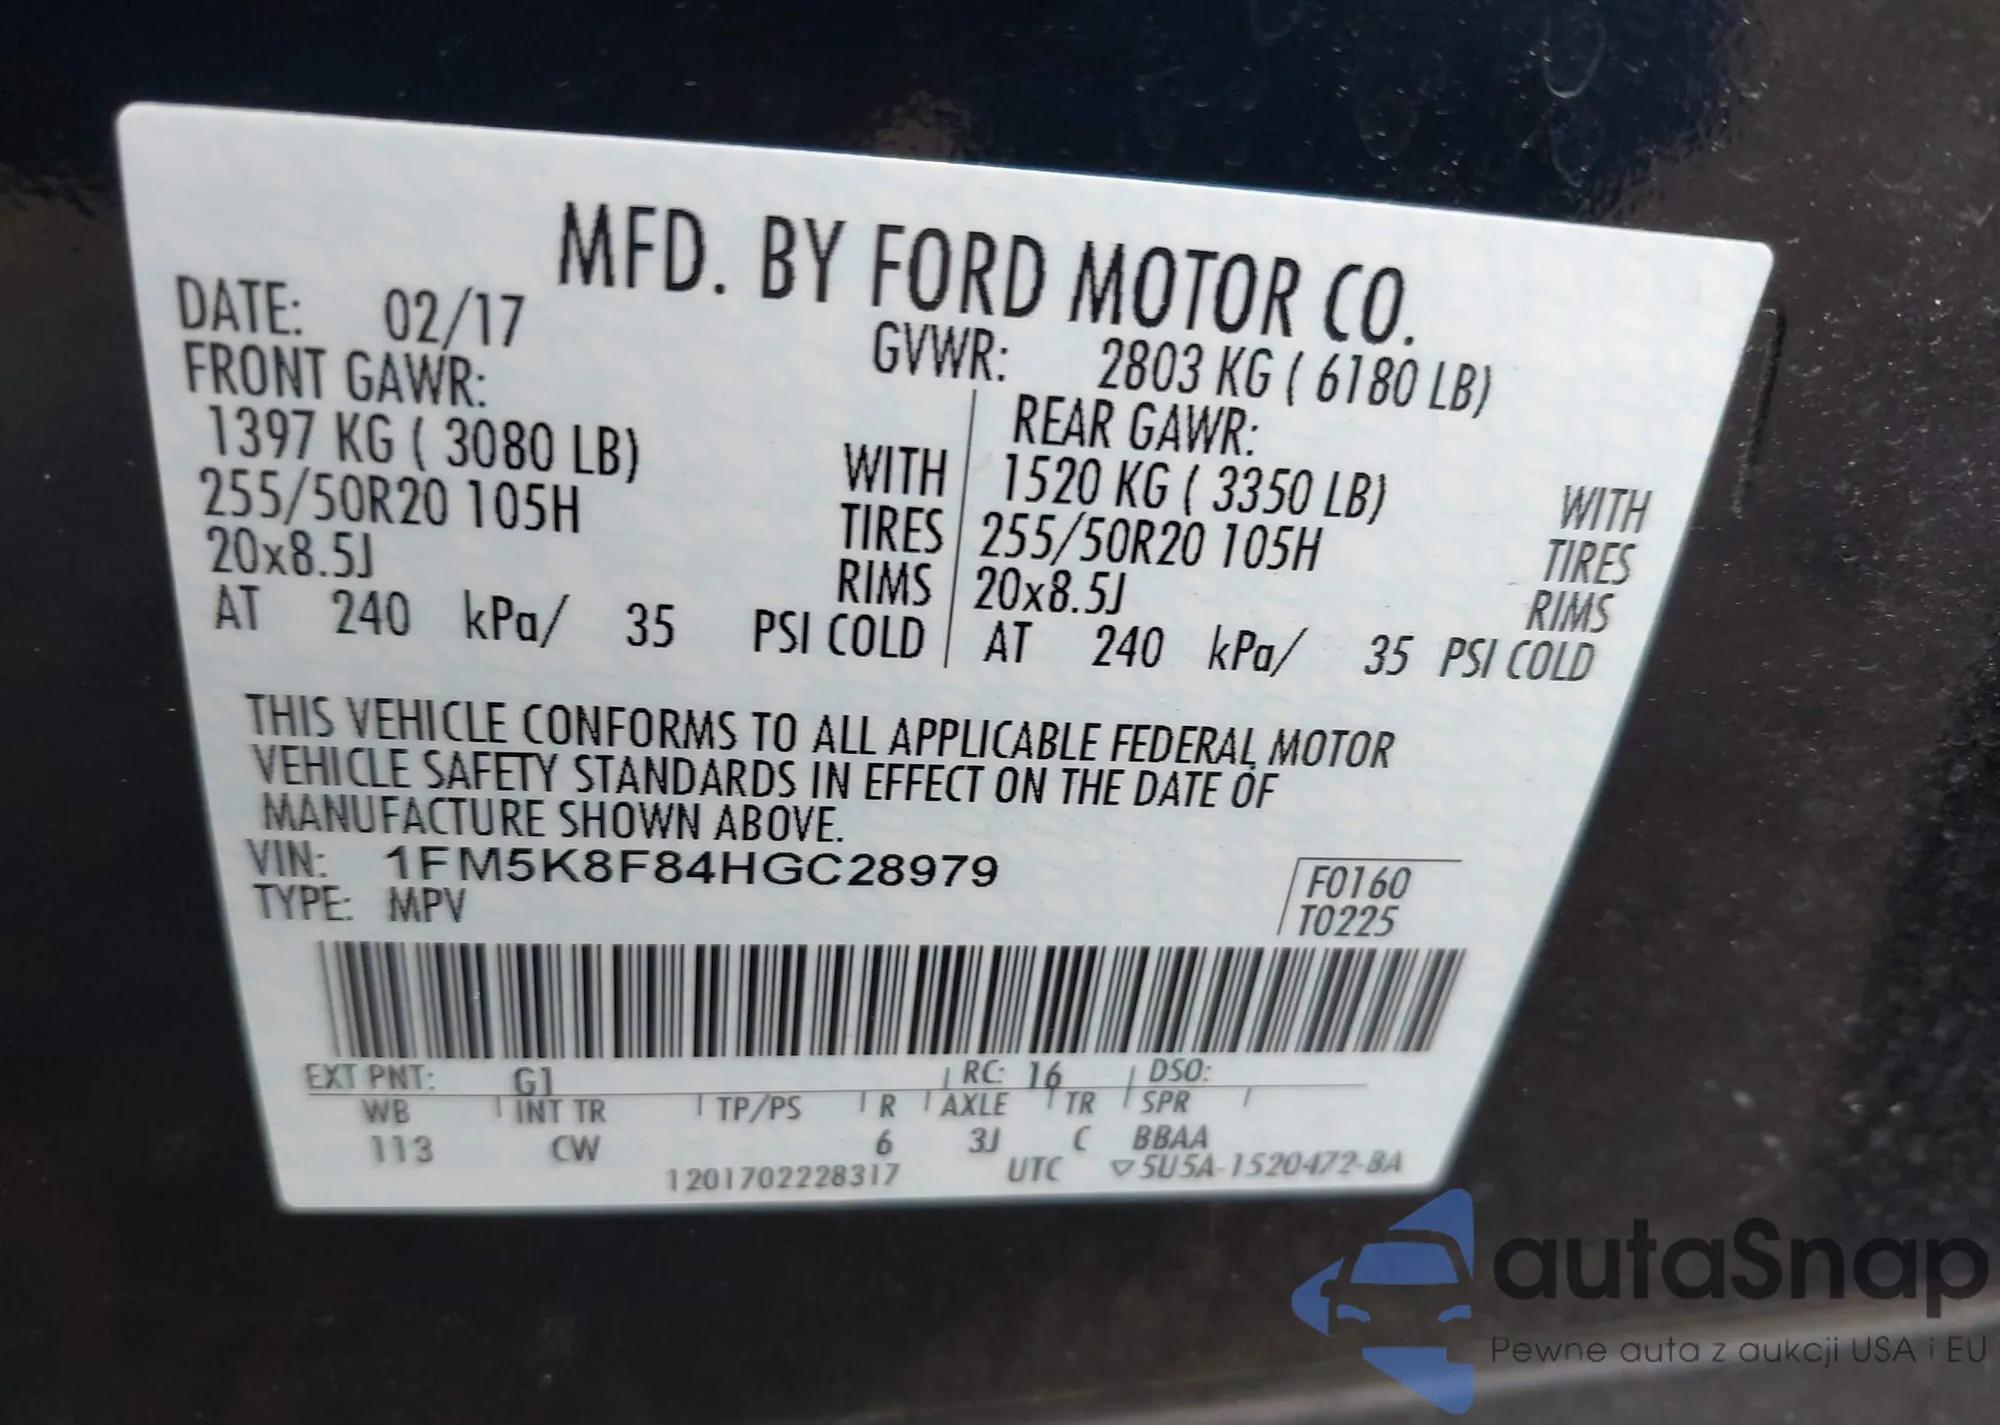 MFD. BY FORD MOTOR CO.
DATE: 02/17 GVWR: 2803 KG ( 6180 LB)
FRONT GAWR: REAR GAWR:
1397 KG ( 3080 LB) WITH 1520 KG ( 3350 LB) WITH
255/50R20 105H TIRES 255/50R20 105H TIRES
20x8.5J RIMS 20x8.5J RIMS
AT 240 kPa/ 35 PSI COLD AT 240 kPa/ 35 PSI COLD
THIS VEHICLE CONFORMS TO ALL APPLICABLE FEDERAL MOTOR
VEHICLE SAFETY STANDARDS IN EFFECT ON THE DATE OF
MANUFACTURE SHOWN ABOVE.
VIN: 1FM5K8F84HGC28979 F0160
TYPE: MPV T0225
EXT PNT: G1 RC: 16 DSO:
WB INT TR TP/PS R AXLE TR SPR
113 CW 6 3J C BBAA
1201702228317 UTC ▽5U5A-1520472-BA
autaSnap
Pewne auta z aukcji USA i EU